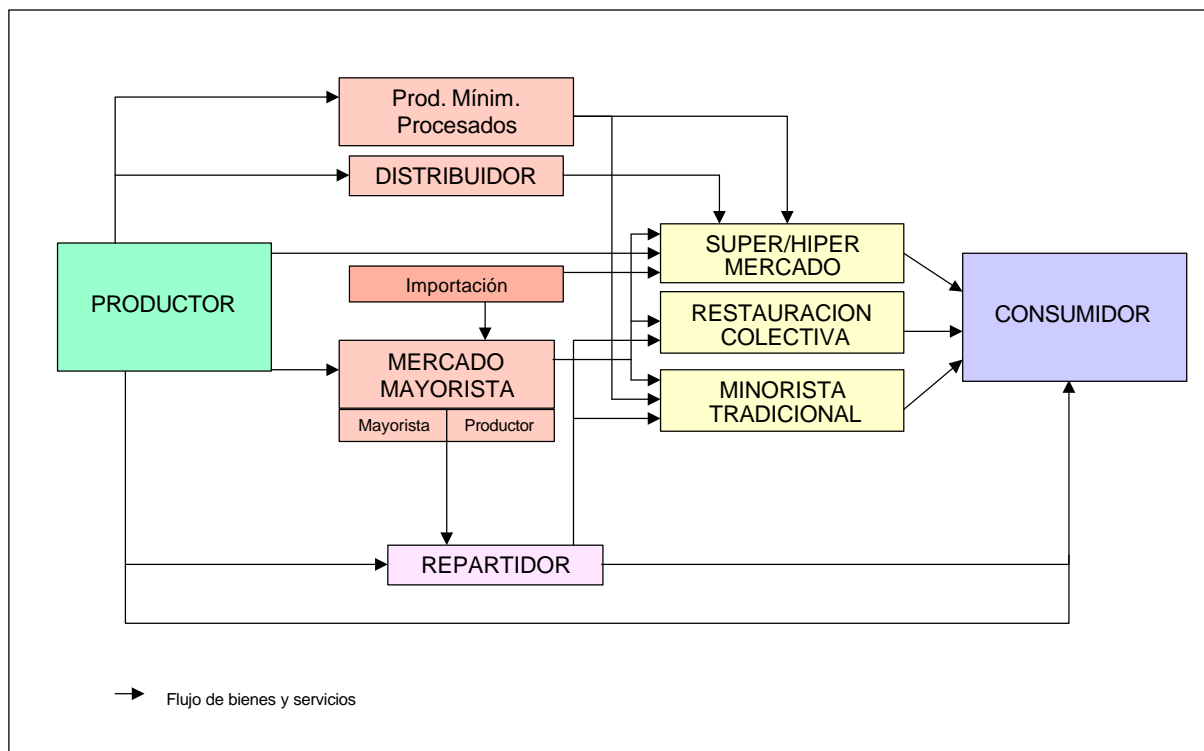 Prod. Mínim.
Procesados
DISTRIBUIDOR
SUPER/HIPER
MERCADO
PRODUCTOR
Importación
RESTAURACION
COLECTIVA
CONSUMIDOR
MERCADO
MAYORISTA
MINORISTA
TRADICIONAL
Mayorista
Productor
REPARTIDOR
Flujo de bienes y servicios